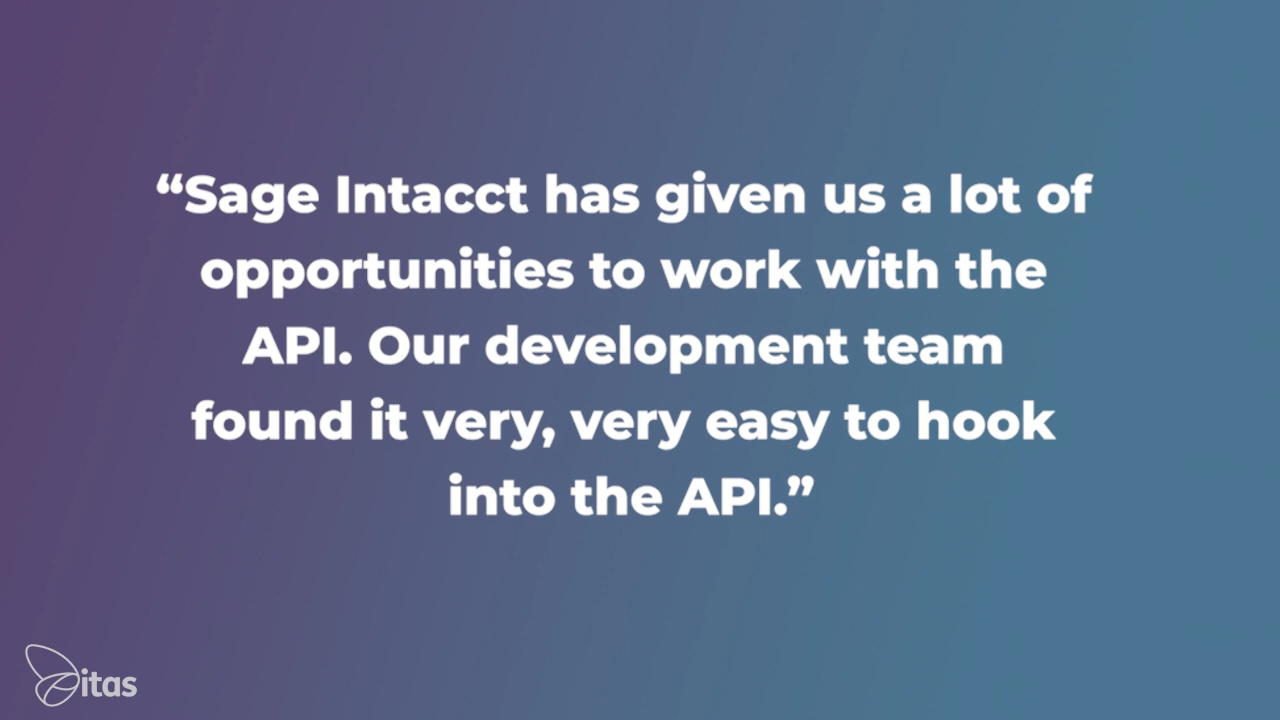 “Sage Intacct has given us a lot of
opportunities to work with the
API. Our development team
found it very, very easy to hook
into the API.”
itas